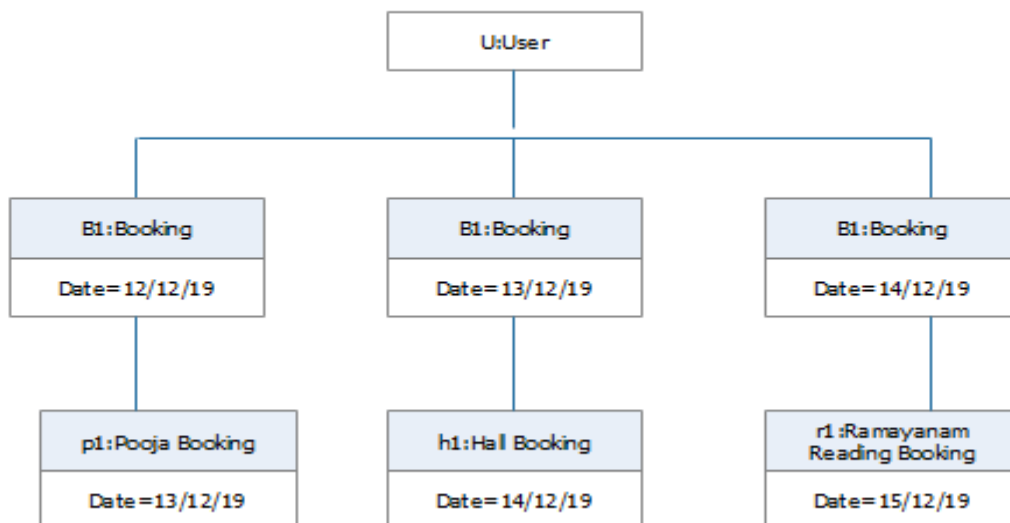 U:User
B1:Booking
B1:Booking
B1:Booking
Date=12/12/19
Date=13/12/19
Date=14/12/19
p1:Pooja Booking
h1:Hall Booking
r1:Ramayanam
Reading Booking
Date=13/12/19
Date=14/12/19
Date=15/12/19